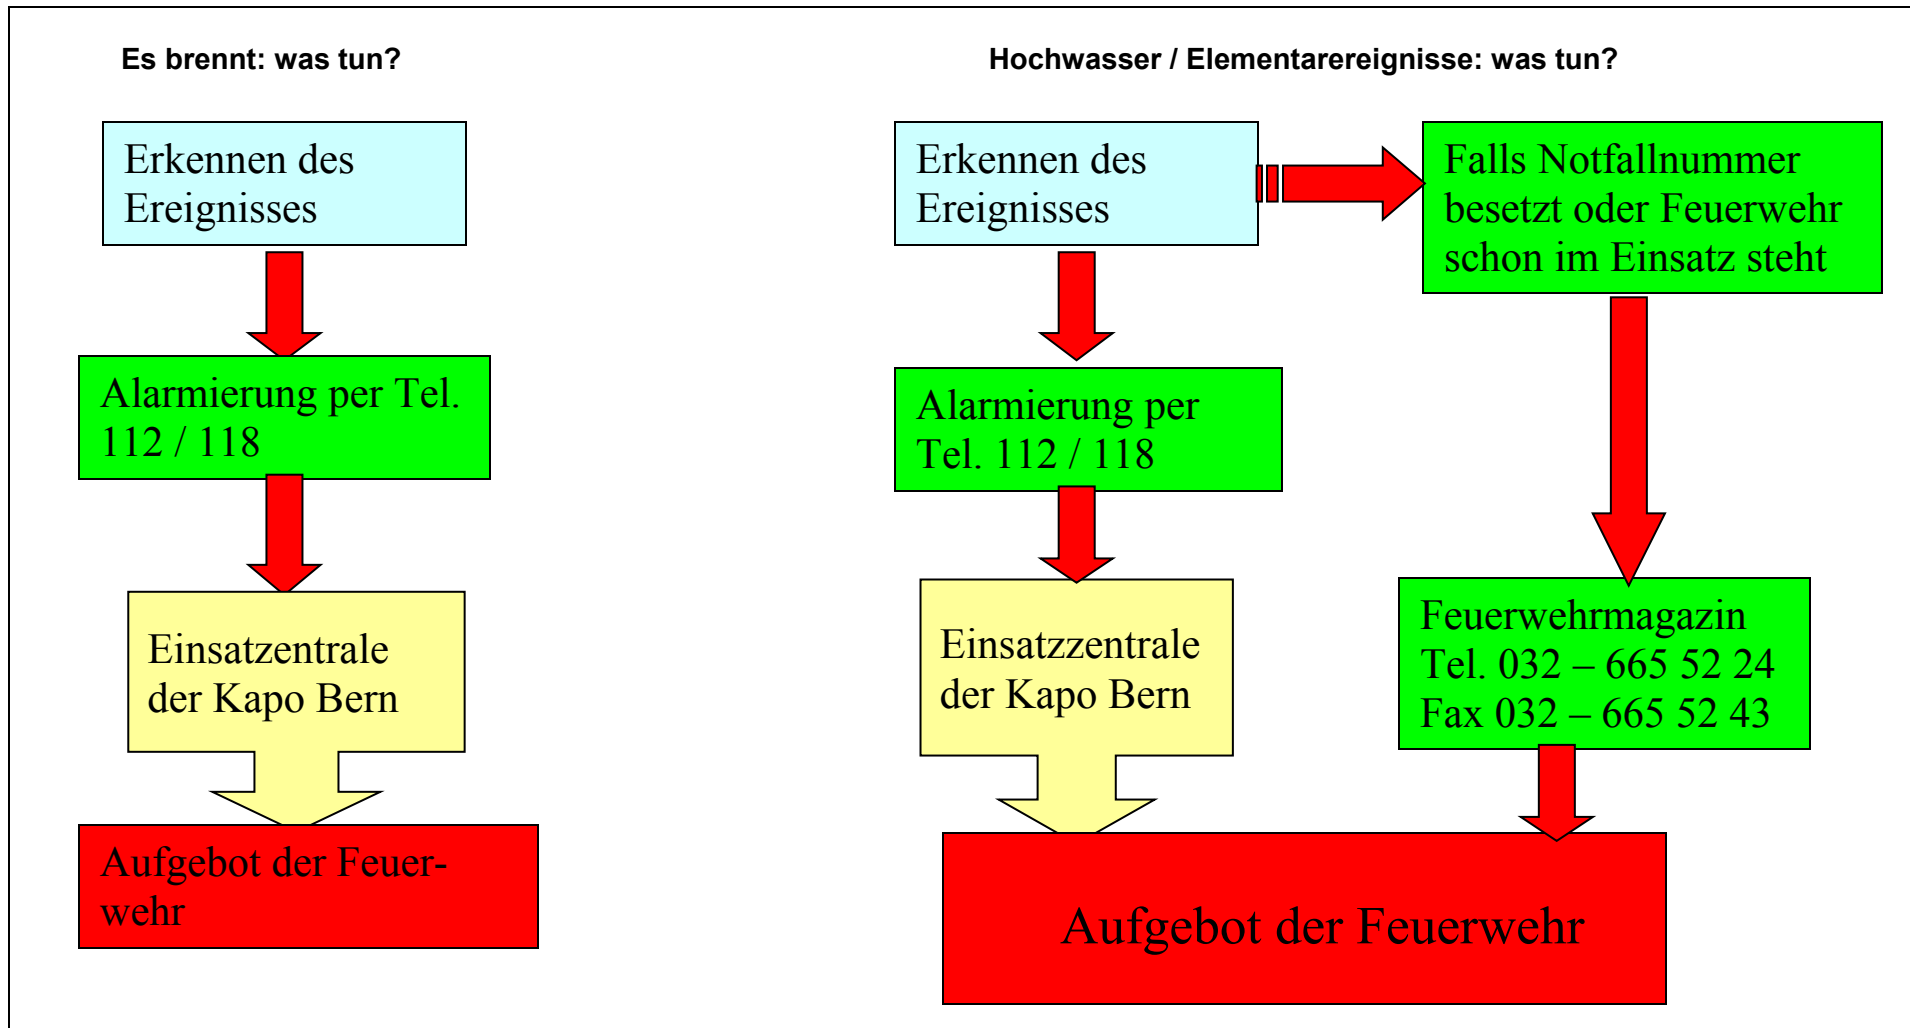 Es brennt: was tun?
Erkennen des
Ereignisses
Alarmierung per Tel.
112 / 118
Einsatzentrale
der Kapo Bern
Aufgebot der Feuer-
wehr
Hochwasser / Elementarereignisse: was tun?
Erkennen des
Ereignisses
Alarmierung per
Tel. 112 / 118
Einsatzzentrale
der Kapo Bern
Falls Notfallnummer
besetzt oder Feuerwehr
schon im Einsatz steht
Feuerwehrmagazin
Tel. 032 – 665 52 24
Fax 032 – 665 52 43
Aufgebot der Feuerwehr